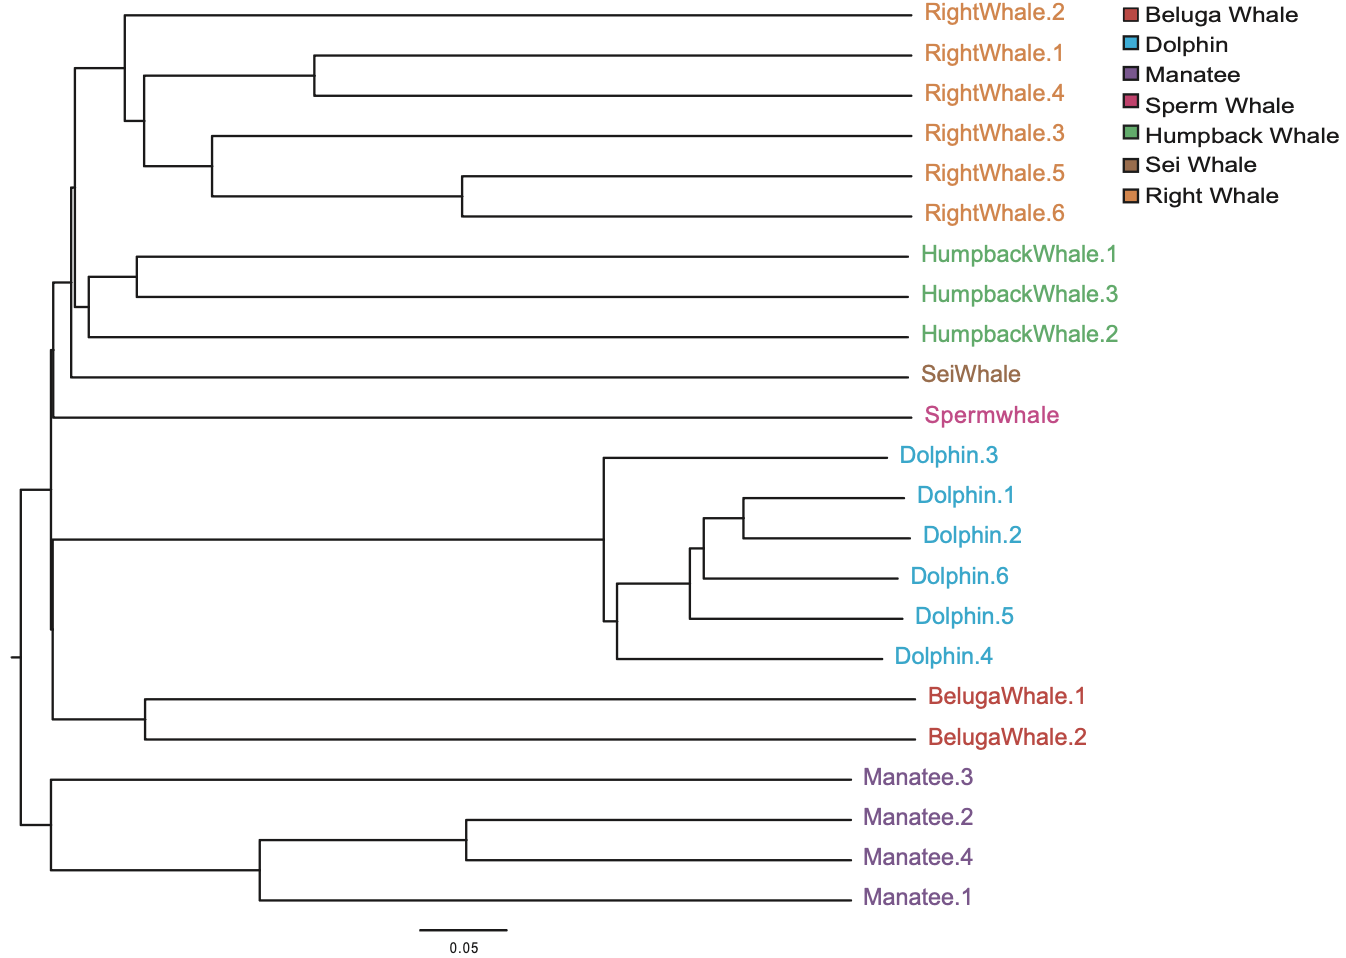 RightWhale.2
RightWhale.1
RightWhale.4
RightWhale.3
RightWhale.5
RightWhale.6
HumpbackWhale.1
HumpbackWhale.3
HumpbackWhale.2
SeiWhale
Spermwhale
Dolphin.3
Dolphin.1
Dolphin.2
Dolphin.6
Dolphin.5
Dolphin.4
BelugaWhale.1
BelugaWhale.2
Manatee.3
Manatee.2
Manatee.4
Manatee.1
0.05
Beluga Whale
Dolphin
Manatee
Sperm Whale
Humpback Whale
Sei Whale
Right Whale